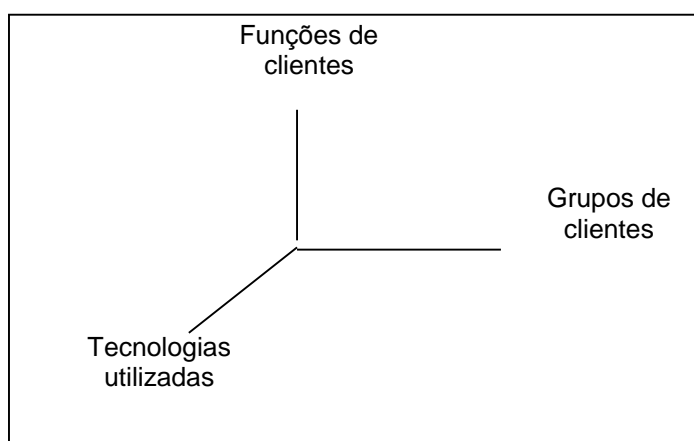 Funções de
clientes
Grupos de
clientes
Tecnologias
utilizadas